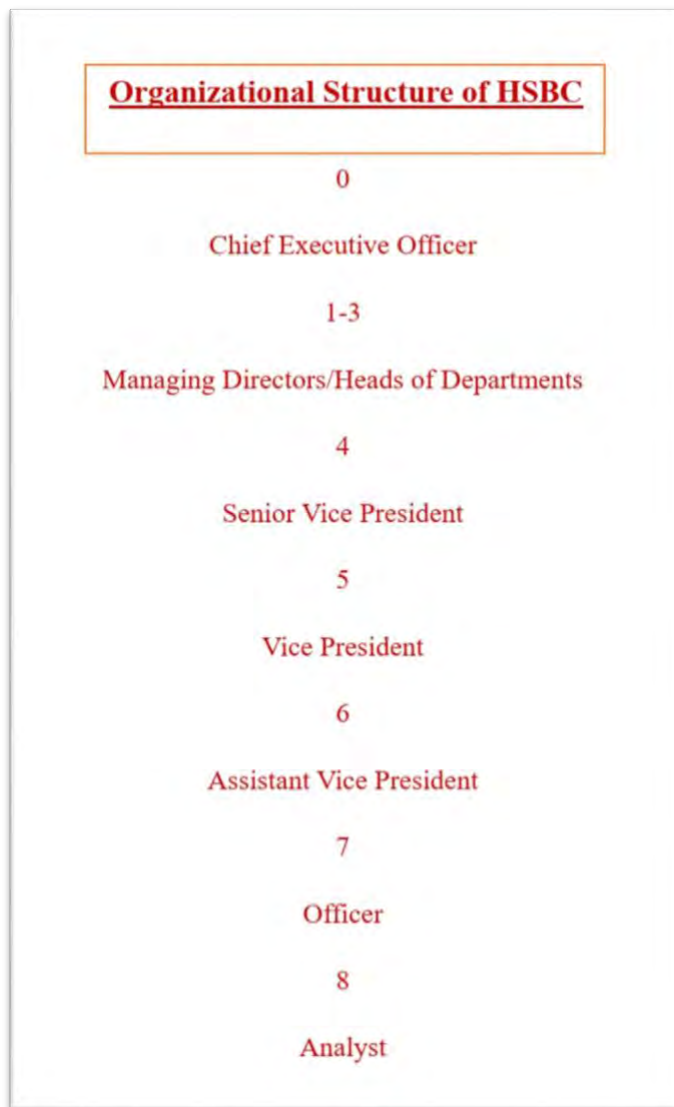 Organizational Structure of HSBC
0
Chief Executive Officer
1-3
Managing Directors/Heads of Departments
4
Senior Vice President
5
Vice President
6
Assistant Vice President
7
Officer
8
Analyst